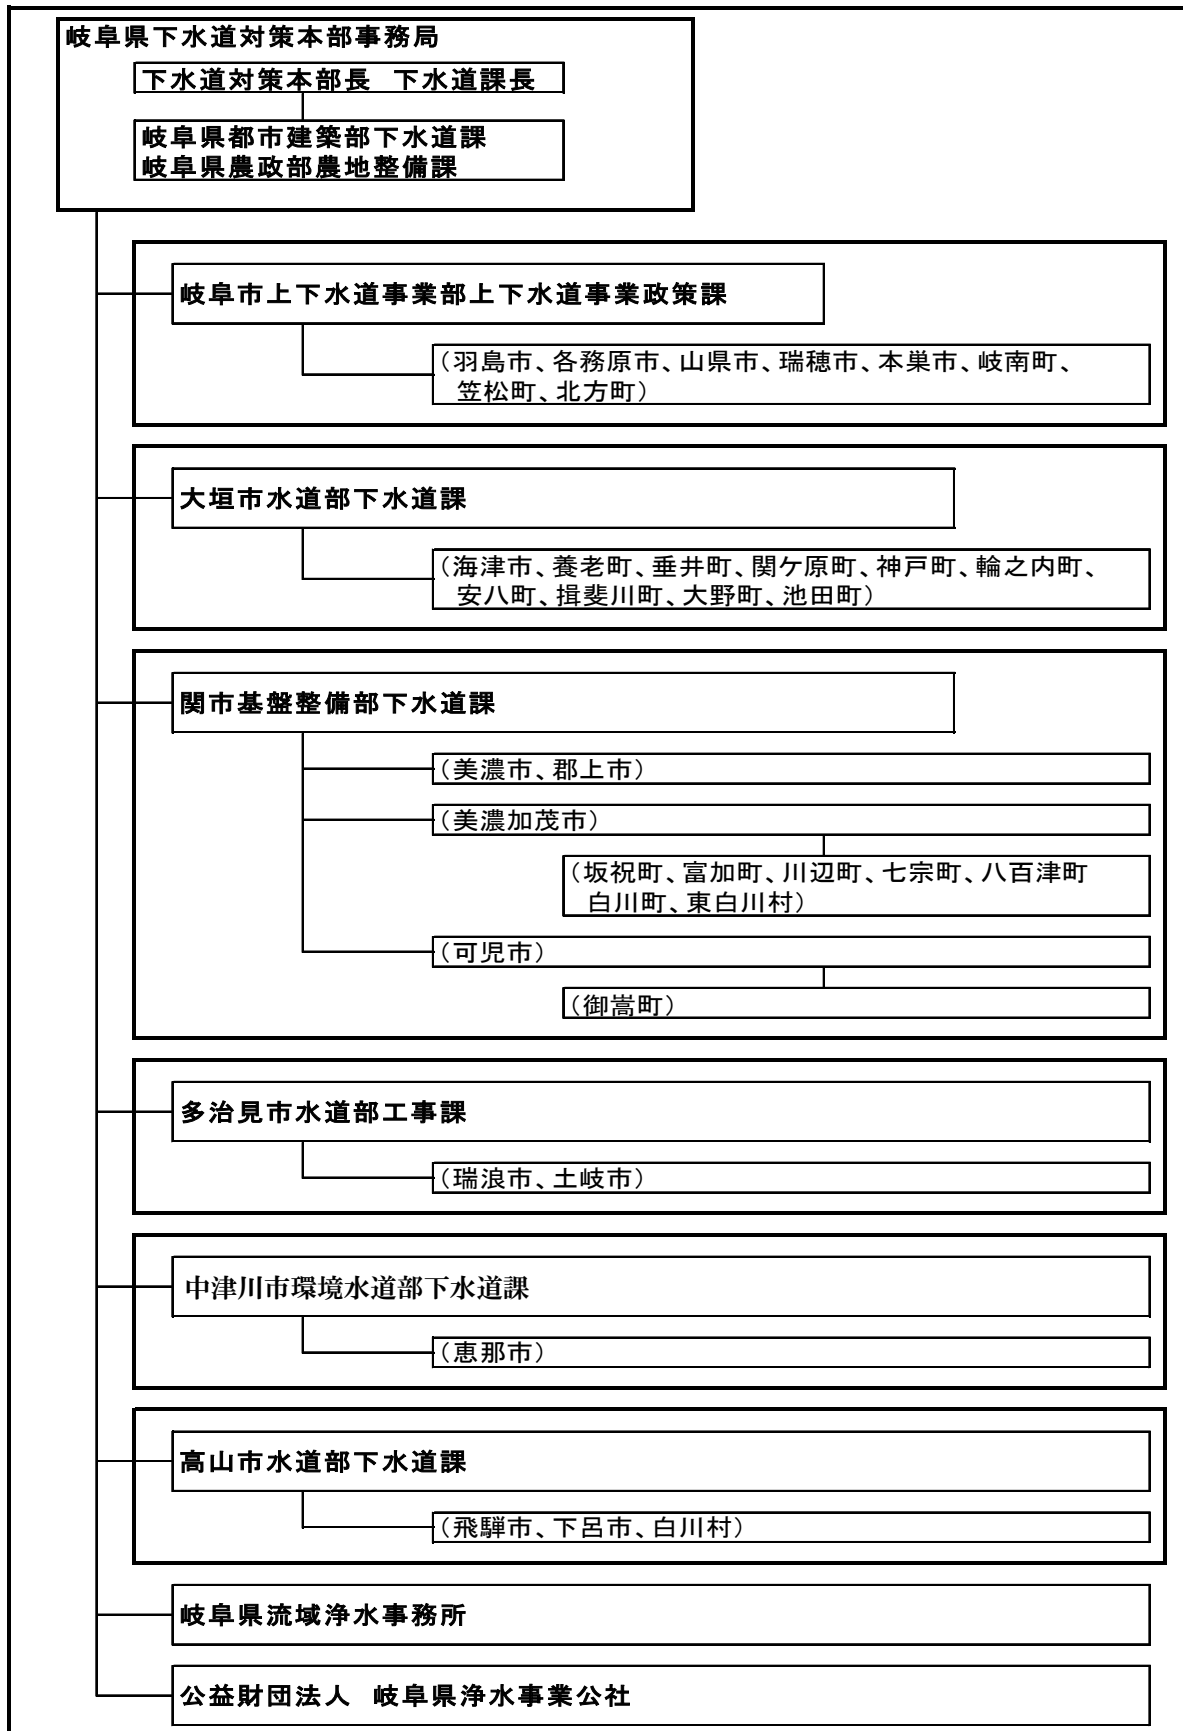 岐阜県下水道対策本部事務局
下水道対策本部長　下水道課長
岐阜県都市建築部下水道課
岐阜県農政部農地整備課
岐阜市上下水道事業部上下水道事業政策課
（羽島市、各務原市、山県市、瑞穂市、本巣市、岐南町、
笠松町、北方町）
大垣市水道部下水道課
（海津市、養老町、垂井町、関ケ原町、神戸町、輪之内町、
安八町、揖斐川町、大野町、池田町）
関市基盤整備部下水道課
（美濃市、郡上市）
（美濃加茂市）
（坂祝町、富加町、川辺町、七宗町、八百津町
白川町、東白川村）
（可児市）
（御嵩町）
多治見市水道部工事課
（瑞浪市、土岐市）
中津川市環境水道部下水道課
（恵那市）
高山市水道部下水道課
（飛騨市、下呂市、白川村）
岐阜県流域浄水事務所
公益財団法人　岐阜県浄水事業公社